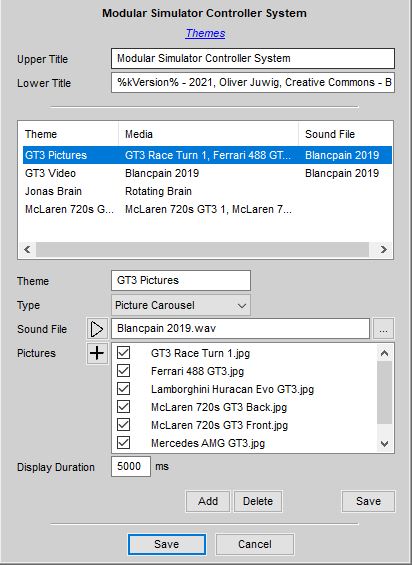 Modular Simulator Controller System
Themes
Upper Title Modular Simulator Controller System
Lower Title %kVersion% - 2021, Oliver Juwig, Creative Commons - B
Theme Media Sound File
GT3 Pictures GT3 Race Turn 1, Ferrari 488 GT... Blancpain 2019
GT3 Video Blancpain 2019 Blancpain 2019
Jonas Brain Rotating Brain
McLaren 720s G... McLaren 720s GT3 1, McLaren 7...
Theme GT3 Pictures
Type Picture Carousel
Sound File Blancpain 2019.wav ...
Pictures GT3 Race Turn 1.jpg
Ferrari 488 GT3.jpg
Lamborghini Huracan Evo GT3.jpg
McLaren 720s GT3 Back.jpg
McLaren 720s GT3 Front.jpg
Mercedes AMG GT3.jpg
Display Duration 5000 ms
Add Delete Save
Save Cancel